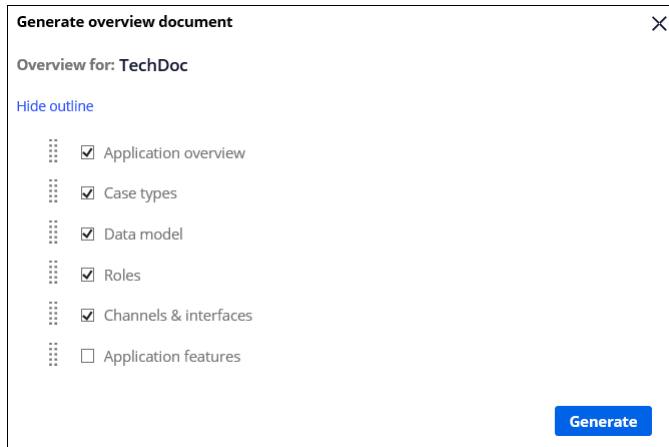 Generate overview document
Overview for: TechDoc
Hide outline
Application overview
Case types
Data model
Roles
Channels & interfaces
Application features
Generate